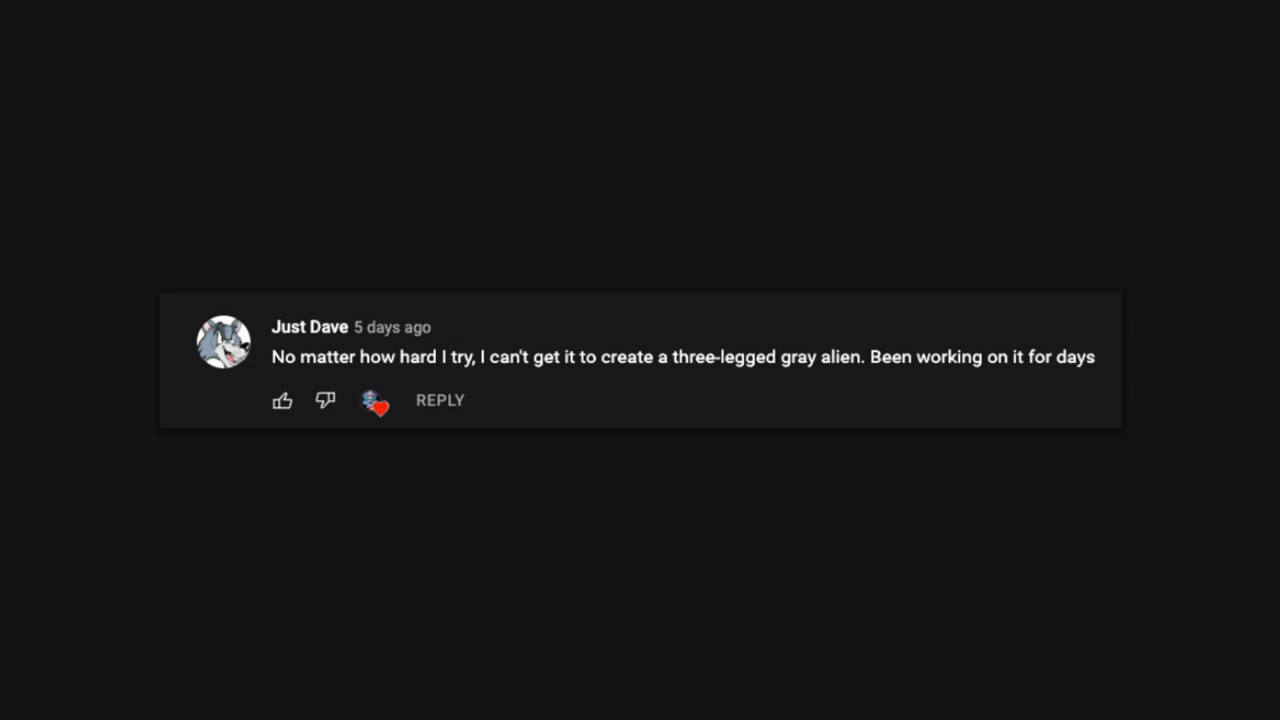 Just Dave 5 days ago
No matter how hard I try, I can't get it to create a three-legged gray alien. Been working on it for days
REPLY